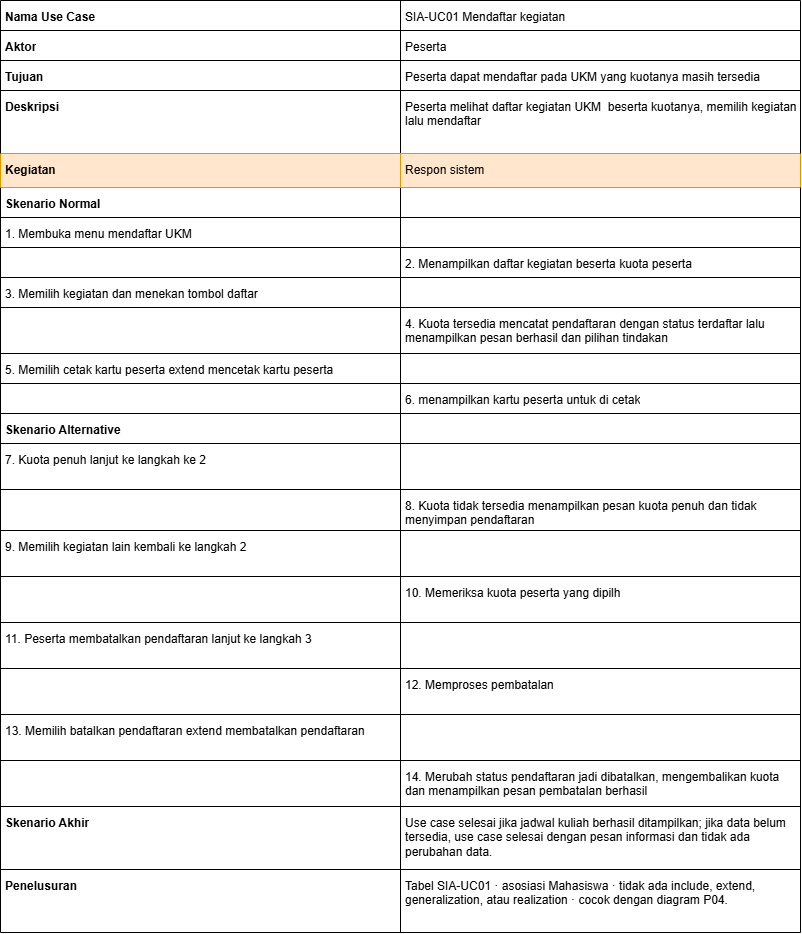 Nama Use Case
SIA-UC01 Mendaftar kegiatan
Aktor
Peserta
Tujuan
Peserta dapat mendaftar pada UKM yang kuotanya masih tersedia
Deskripsi
Peserta melihat daftar kegiatan UKM  beserta kuotanya, memilih kegiatan
lalu mendaftar
Kegiatan
Respon sistem
Skenario Normal
1. Membuka menu mendaftar UKM
2. Menampilkan daftar kegiatan beserta kuota peserta
3. Memilih kegiatan dan menekan tombol daftar
4. Kuota tersedia mencatat pendaftaran dengan status terdaftar lalu
menampilkan pesan berhasil dan pilihan tindakan
5. Memilih cetak kartu peserta extend mencetak kartu peserta
6. menampilkan kartu peserta untuk di cetak
Skenario Alternative
7. Kuota penuh lanjut ke langkah ke 2
8. Kuota tidak tersedia menampilkan pesan kuota penuh dan tidak
menyimpan pendaftaran
9. Memilih kegiatan lain kembali ke langkah 2
10. Memeriksa kuota peserta yang dipilh
11. Peserta membatalkan pendaftaran lanjut ke langkah 3
12. Memproses pembatalan
13. Memilih batalkan pendaftaran extend membatalkan pendaftaran
14. Merubah status pendaftaran jadi dibatalkan, mengembalikan kuota
dan menampilkan pesan pembatalan berhasil
Skenario Akhir
Use case selesai jika jadwal kuliah berhasil ditampilkan; jika data belum
tersedia, use case selesai dengan pesan informasi dan tidak ada
perubahan data.
Penelusuran
Tabel SIA-UC01 · asosiasi Mahasiswa · tidak ada include, extend,
generalization, atau realization · cocok dengan diagram P04.